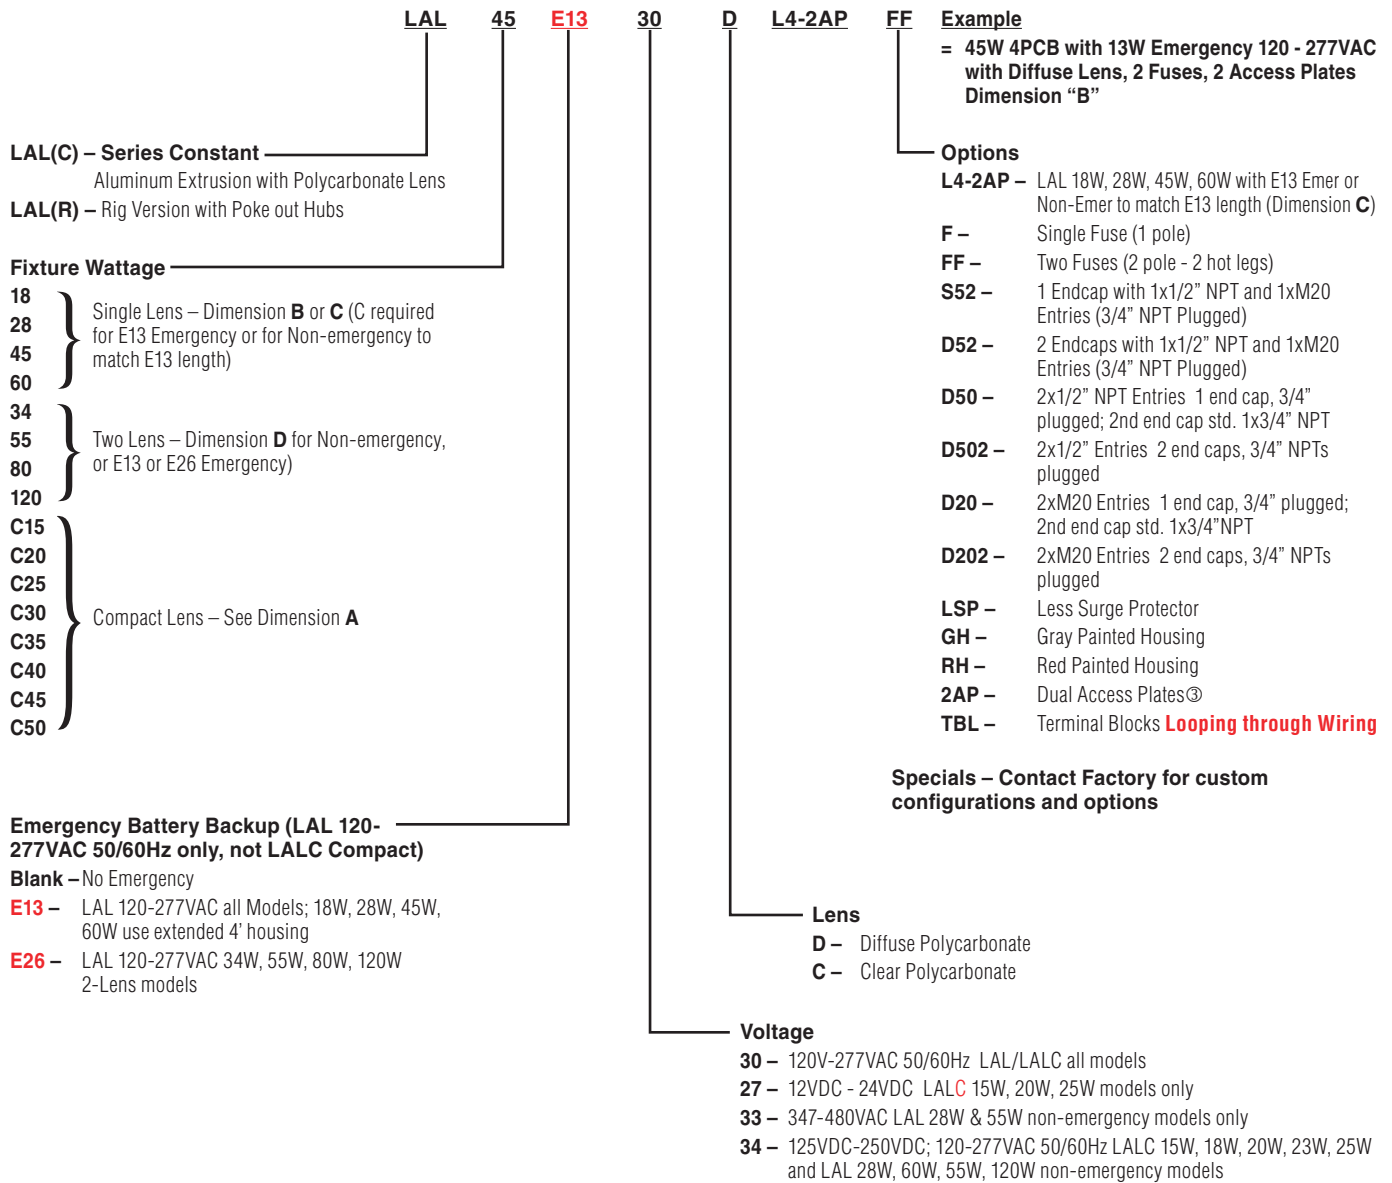 LAL 45 E13 30 D L4-2AP FF Example
= 45W 4PCB with 13W Emergency 120 - 277VAC
with Diffuse Lens, 2 Fuses, 2 Access Plates
Dimension “B”
LAL(C) – Series Constant
Aluminum Extrusion with Polycarbonate Lens
LAL(R) – Rig Version with Poke out Hubs
Fixture Wattage
18
28
45
60
Single Lens – Dimension B or C (C required
for E13 Emergency or for Non-emergency to
match E13 length)
34
55
80
120
Two Lens – Dimension D for Non-emergency,
or E13 or E26 Emergency)
C15
C20
C25
C30
C35
C40
C45
C50
Compact Lens – See Dimension A
Emergency Battery Backup (LAL 120-
277VAC 50/60Hz only, not LALC Compact)
Blank – No Emergency
E13 – LAL 120-277VAC all Models; 18W, 28W, 45W,
60W use extended 4’ housing
E26 – LAL 120-277VAC 34W, 55W, 80W, 120W
2-Lens models
Options
L4-2AP – LAL 18W, 28W, 45W, 60W with E13 Emer or
Non-Emer to match E13 length (Dimension C)
F – Single Fuse (1 pole)
FF – Two Fuses (2 pole - 2 hot legs)
S52 – 1 Endcap with 1x1/2” NPT and 1xM20
Entries (3/4” NPT Plugged)
D52 – 2 Endcaps with 1x1/2” NPT and 1xM20
Entries (3/4” NPT Plugged)
D50 – 2x1/2” NPT Entries 1 end cap, 3/4”
plugged; 2nd end cap std. 1x3/4” NPT
D502 – 2x1/2” Entries 2 end caps, 3/4” NPTs
plugged
D20 – 2xM20 Entries 1 end cap, 3/4” plugged;
2nd end cap std. 1x3/4”NPT
D202 – 2xM20 Entries 2 end caps, 3/4” NPTs
plugged
LSP – Less Surge Protector
GH – Gray Painted Housing
RH – Red Painted Housing
2AP – Dual Access Plates③
TBL – Terminal Blocks Looping through Wiring
Specials – Contact Factory for custom
configurations and options
Lens
D – Diffuse Polycarbonate
C – Clear Polycarbonate
Voltage
30 – 120V-277VAC 50/60Hz LAL/LALC all models
27 – 12VDC - 24VDC LALC 15W, 20W, 25W models only
33 – 347-480VAC LAL 28W & 55W non-emergency models only
34 – 125VDC-250VDC; 120-277VAC 50/60Hz LALC 15W, 18W, 20W, 23W, 25W
and LAL 28W, 60W, 55W, 120W non-emergency models